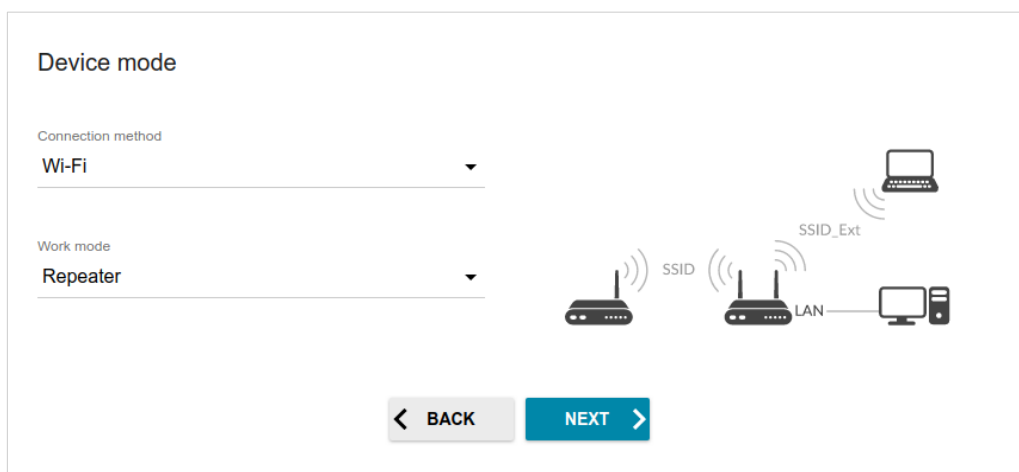 Device mode
Connection method
Wi-Fi
Work mode
Repeater
SSID
SSID_Ext
LAN
BACK
NEXT